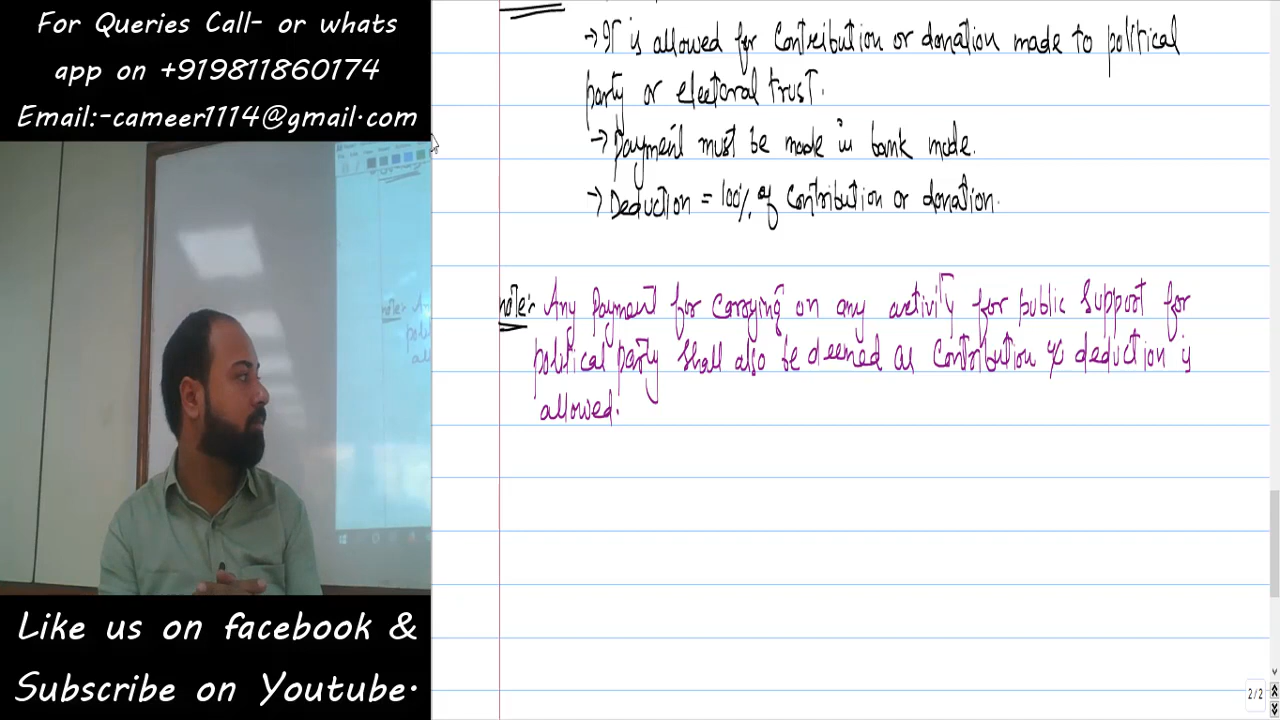 For Queries Call- or whats
app on +919811860174
Email:-cameer1114@gmail.com
→ It is allowed for Contribution or donation made to political
party or electoral trust.
→ Payment must be made in bank mode.
→ Deduction = 100% of Contribution or donation.
note:- Any Payment for Carrying on any activity for public Support for
political party Shall also be deemed as Contribution & deduction is
allowed.
Like us on facebook &
Subscribe on Youtube.
2/2